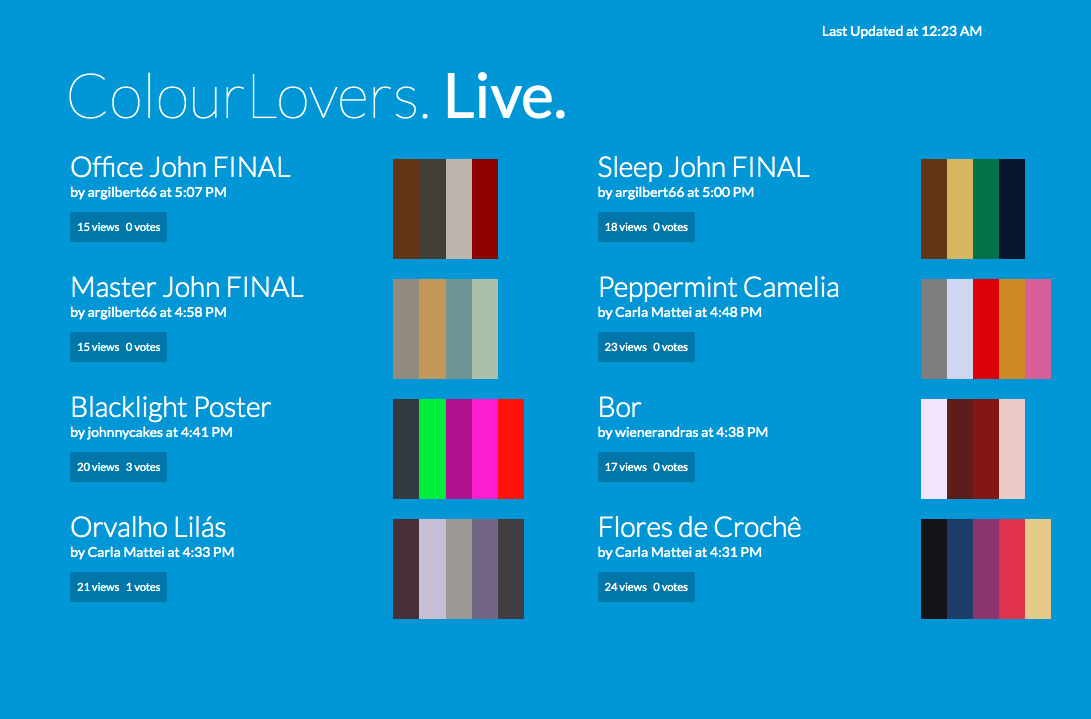 Last Updated at 12:23 AM
ColourLovers. Live.
Office John FINAL
by argilbert66 at 5:07 PM
15 views 0 votes
Sleep John FINAL
by argilbert66 at 5:00 PM
18 views 0 votes
Master John FINAL
by argilbert66 at 4:58 PM
15 views 0 votes
Peppermint Camelia
by Carla Mattei at 4:48 PM
23 views 0 votes
Blacklight Poster
by johnnycakes at 4:41 PM
20 views 3 votes
Bor
by wienerandras at 4:38 PM
17 views 0 votes
Orvalho Lilás
by Carla Mattei at 4:33 PM
21 views 1 votes
Flores de Crochê
by Carla Mattei at 4:31 PM
24 views 0 votes